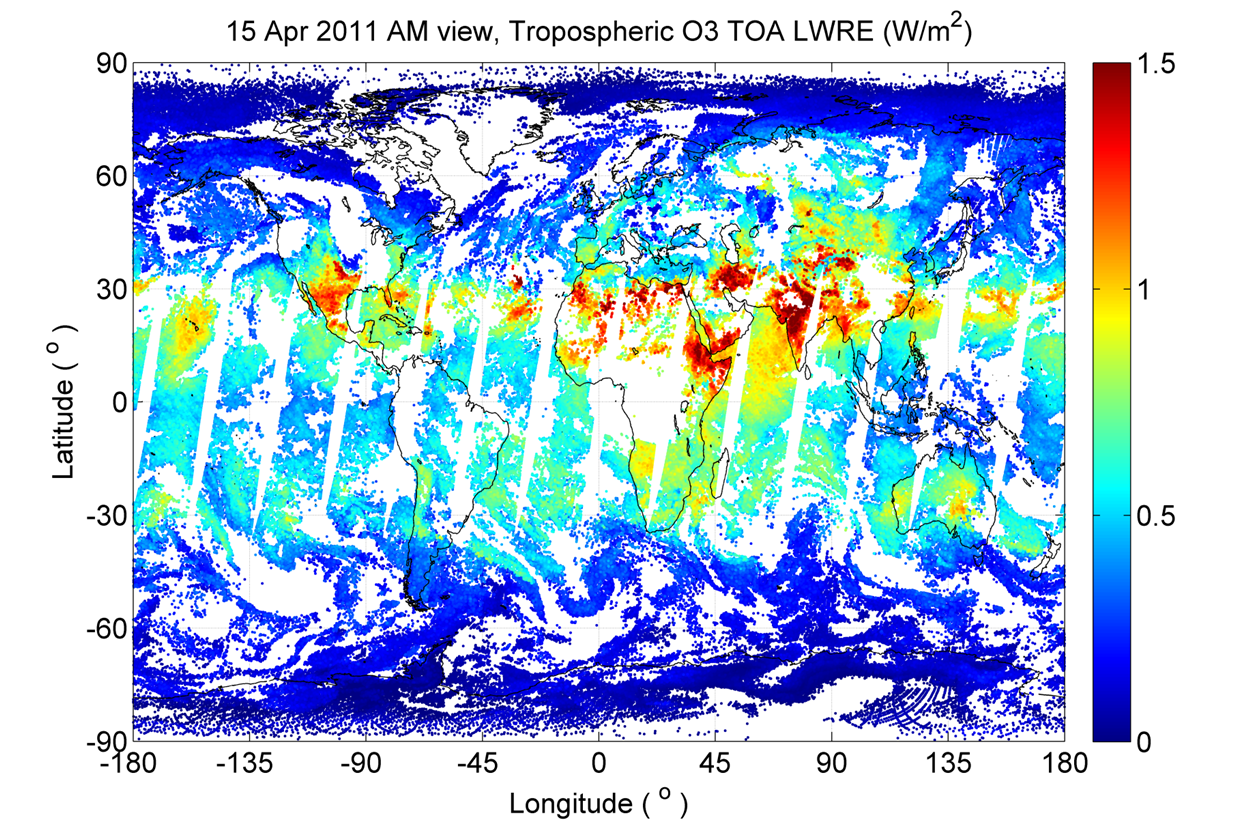 15 Apr 2011 AM view, Tropospheric O3 TOA LWRE (W/m²)
90
60
30
0
-30
-60
-90
Latitude ( ° )
-180 -135 -90 -45 0 45 90 135 180
Longitude ( ° )
1.5
1
0.5
0